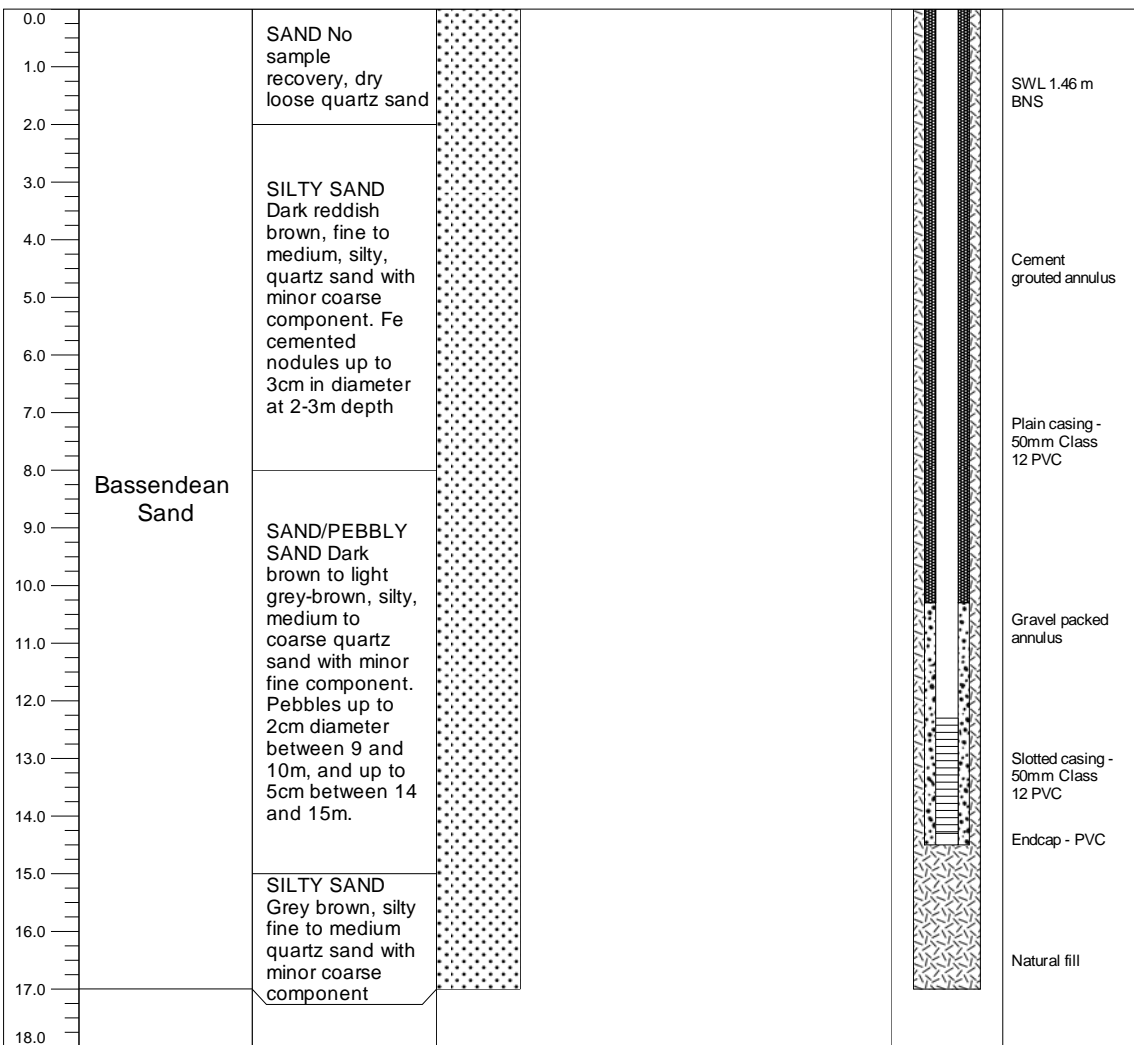 0.0
1.0
2.0
3.0
4.0
5.0
6.0
7.0
8.0
9.0
10.0
11.0
12.0
13.0
14.0
15.0
16.0
17.0
18.0
Bassendean
Sand
SAND No
sample
recovery, dry
loose quartz sand
SILTY SAND
Dark reddish
brown, fine to
medium, silty,
quartz sand with
minor coarse
component. Fe
cemented
nodules up to
3cm in diameter
at 2-3m depth
SAND/PEBBLY
SAND Dark
brown to light
grey-brown, silty,
medium to
coarse quartz
sand with minor
fine component.
Pebbles up to
2cm diameter
between 9 and
10m, and up to
5cm between 14
and 15m.
SILTY SAND
Grey brown, silty
fine to medium
quartz sand with
minor coarse
component
SWL 1.46 m
BNS
Cement
grouted annulus
Plain casing -
50mm Class
12 PVC
Gravel packed
annulus
Slotted casing -
50mm Class
12 PVC
Endcap - PVC
Natural fill